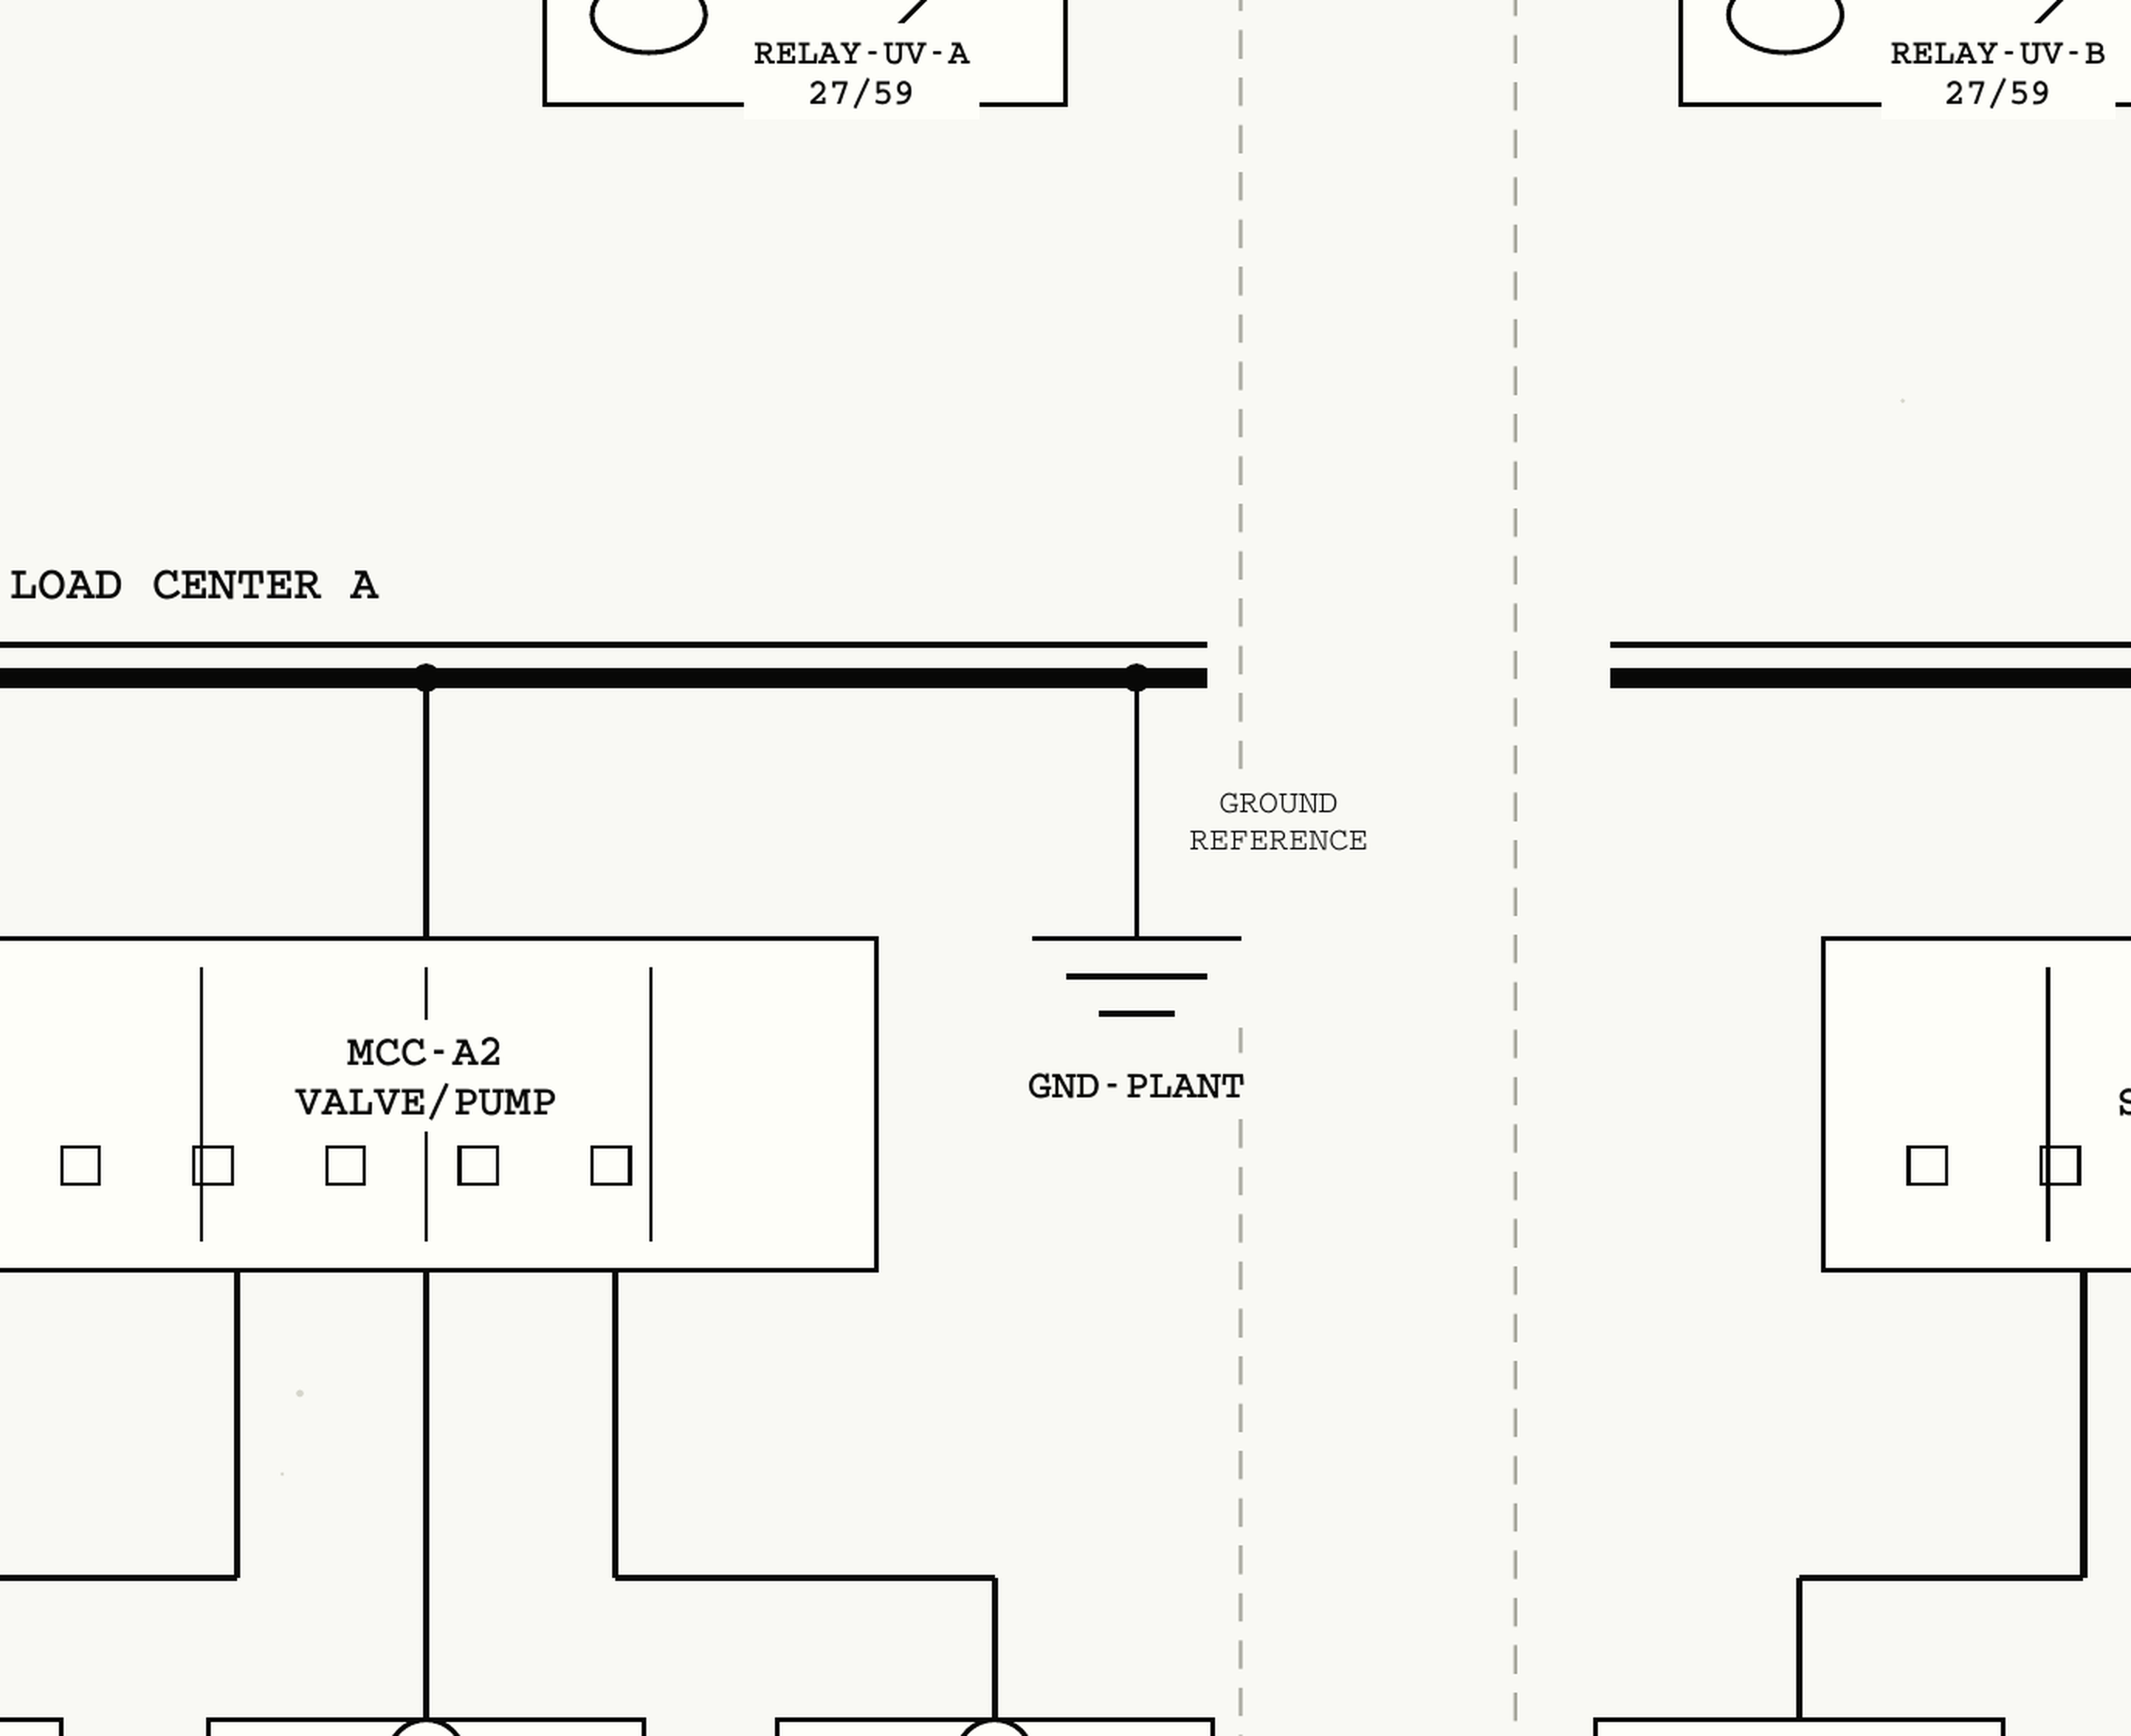 RELAY-UV-A
27/59
RELAY-UV-B
27/59
LOAD CENTER A
GROUND
REFERENCE
MCC-A2
VALVE/PUMP
GND-PLANT